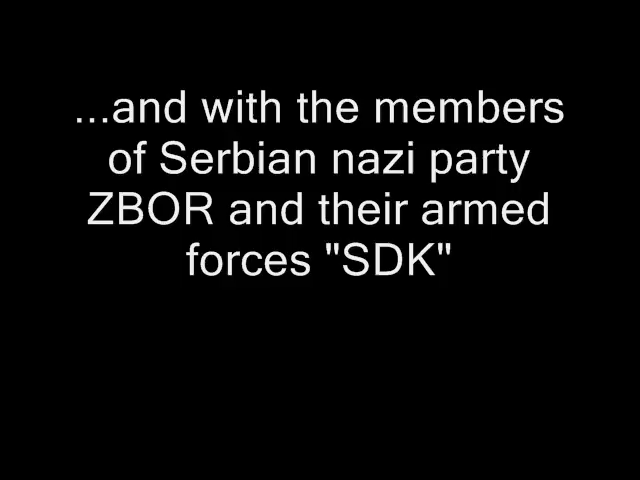 ...and with the members
of Serbian nazi party
ZBOR and their armed
forces "SDK"